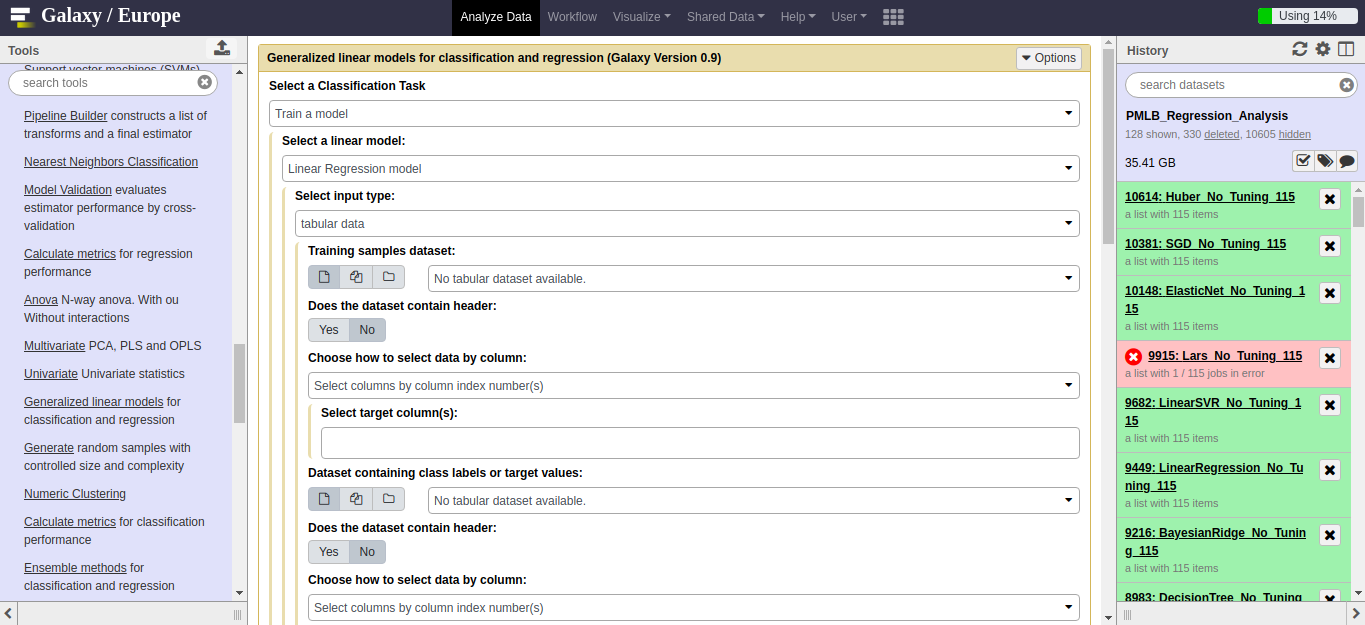 Galaxy / Europe
Analyze Data
Workflow
Visualize
Shared Data
Help
User
Using 14%
Tools
Support vector machines (SVMs)
search tools
Pipeline Builder constructs a list of
transforms and a final estimator
Nearest Neighbors Classification
Model Validation evaluates
estimator performance by cross-
validation
Calculate metrics for regression
performance
Anova N-way anova. With ou
Without interactions
Multivariate PCA, PLS and OPLS
Univariate Univariate statistics
Generalized linear models for
classification and regression
Generate random samples with
controlled size and complexity
Numeric Clustering
Calculate metrics for classification
performance
Ensemble methods for
classification and regression
Generalized linear models for classification and regression (Galaxy Version 0.9)
Options
Select a Classification Task
Train a model
Select a linear model:
Linear Regression model
Select input type:
tabular data
Training samples dataset:
No tabular dataset available.
Does the dataset contain header:
Yes No
Choose how to select data by column:
Select columns by column index number(s)
Select target column(s):
Dataset containing class labels or target values:
No tabular dataset available.
Does the dataset contain header:
Yes No
Choose how to select data by column:
Select columns by column index number(s)
History
search datasets
PMLB_Regression_Analysis
128 shown, 330 deleted, 10605 hidden
35.41 GB
10614: Huber_No_Tuning_115
a list with 115 items
10381: SGD_No_Tuning_115
a list with 115 items
10148: ElasticNet_No_Tuning_1
15
a list with 115 items
9915: Lars_No_Tuning_115
a list with 1 / 115 jobs in error
9682: LinearSVR_No_Tuning_1
15
a list with 115 items
9449: LinearRegression_No_Tu
ning_115
a list with 115 items
9216: BayesianRidge_No_Tunin
g_115
a list with 115 items
8983: DecisionTree_No_Tuning